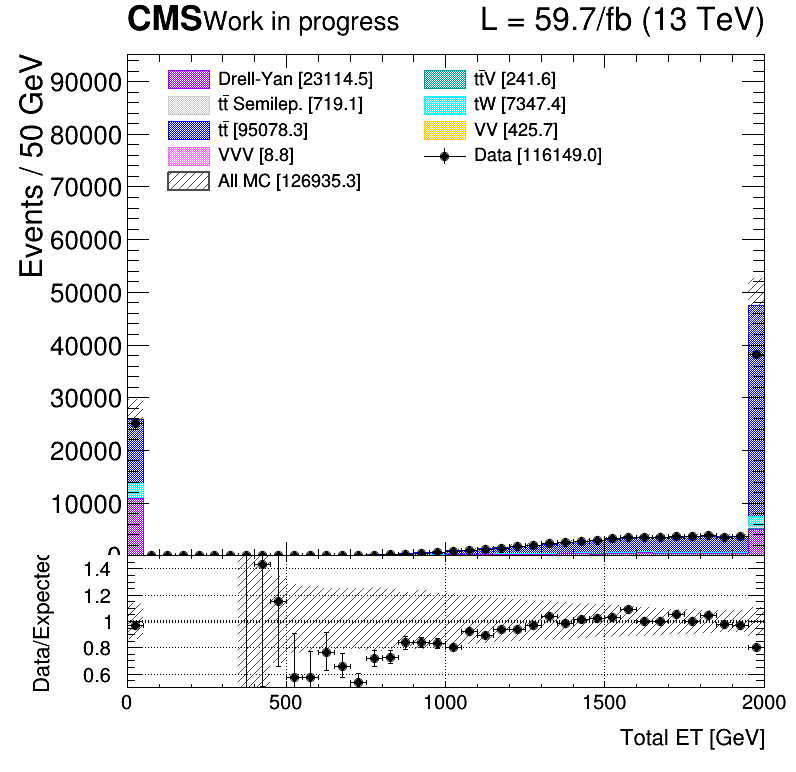 CMS Work in progress L = 59.7/fb (13 TeV)
Events / 50 GeV
90000
80000
70000
60000
50000
40000
30000
20000
10000
0
Drell-Yan [23114.5]
tt̄ Semilep. [719.1]
tt̄ [95078.3]
VVV [8.8]
All MC [126935.3]
tt̄V [241.6]
tW [7347.4]
VV [425.7]
Data [116149.0]
Data/Expected
1.4
1.2
1
0.8
0.6
0 500 1000 1500 2000
Total ET [GeV]